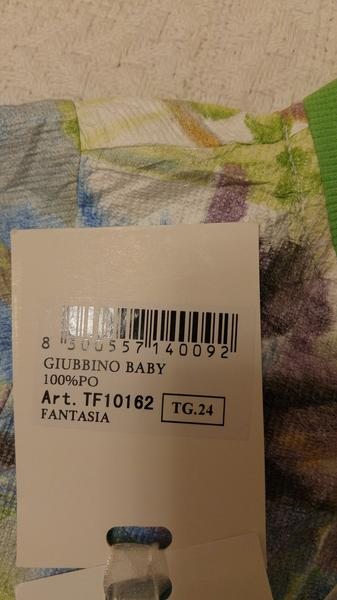 8 300557 140092
GIUBBINO BABY
100%PO
Art. TF10162
TG.24
FANTASIA